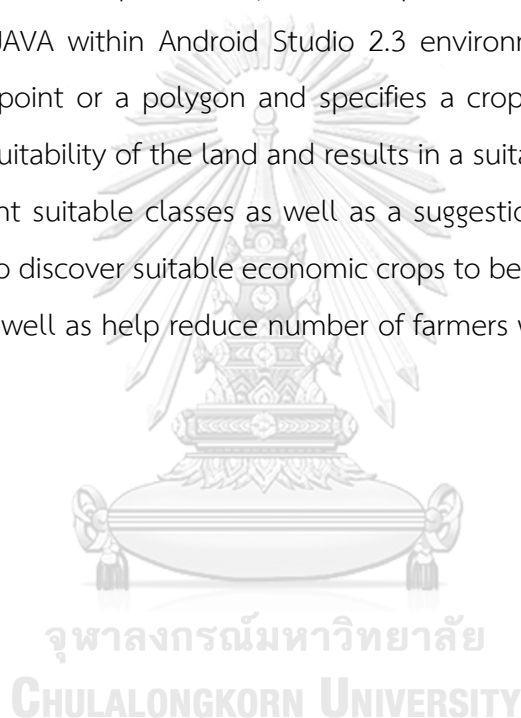 JAVA within Android Studio 2.3 environm
point or a polygon and specifies a crop
uitability of the land and results in a suita
nt suitable classes as well as a suggestio
o discover suitable economic crops to be
well as help reduce number of farmers
จุฬาลงกรณ์มหาวิทยาลัย
CHULALONGKORN UNIVERSITY